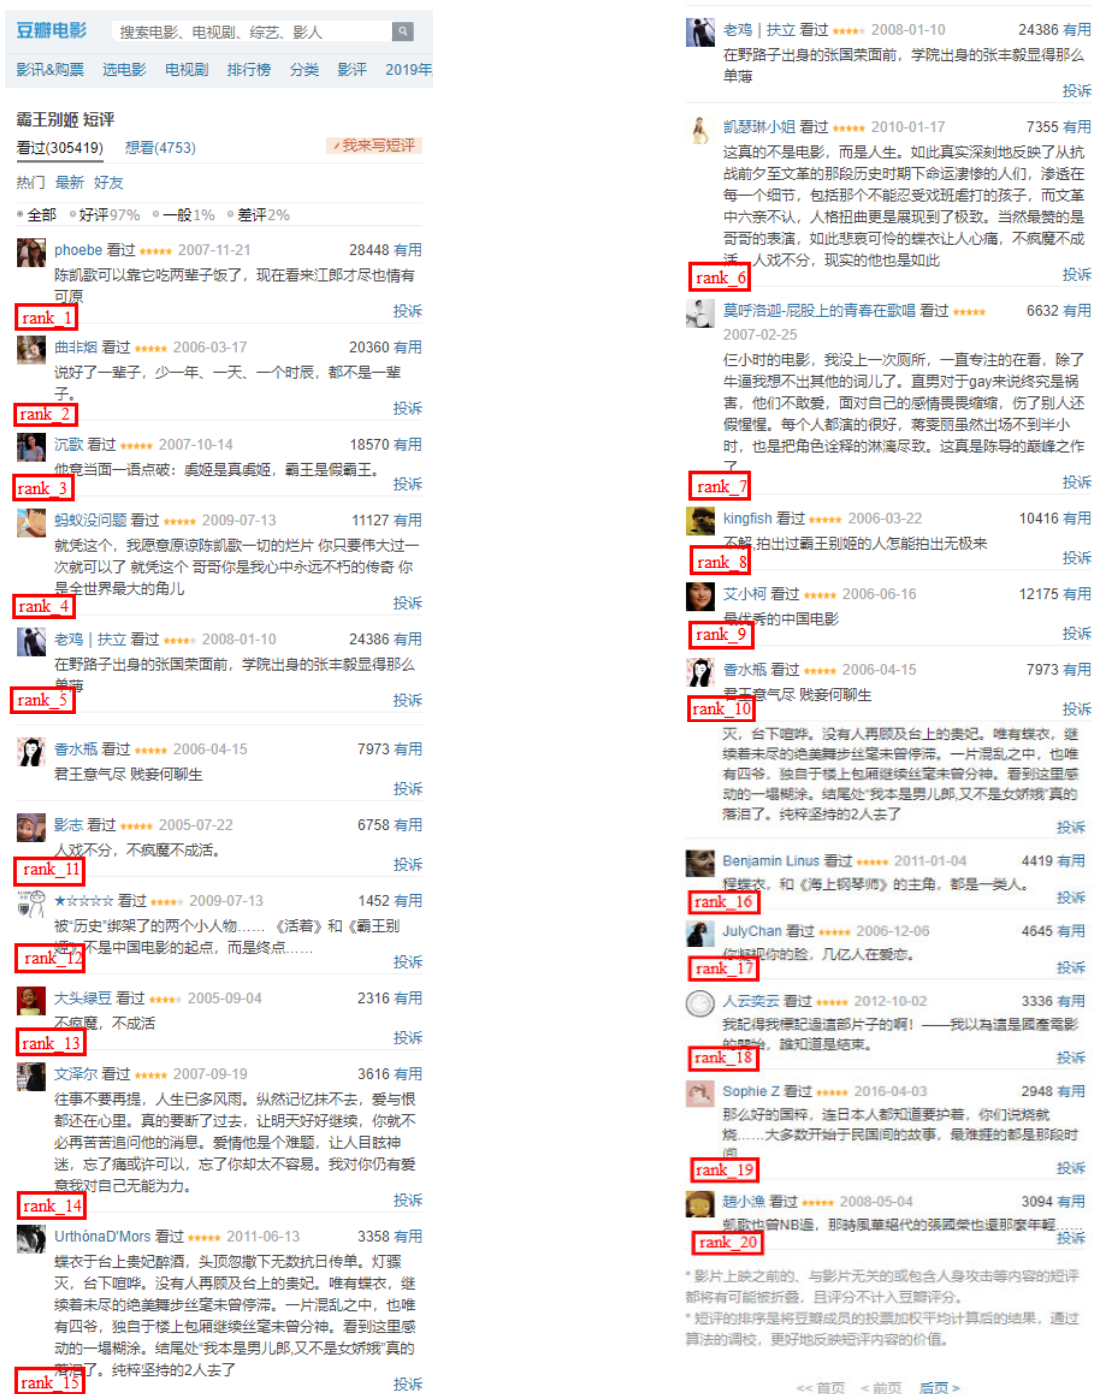 豆瓣电影
搜索电影、电视剧、综艺、影人
影讯&购票 选电影 电视剧 排行榜 分类 影评 2019年
霸王别姬 短评
看过(305419) 想看(4753) 我来写短评
热门 最新 好友
全部 好评97% 一般1% 差评2%
phoebe 看过 ★★★★★ 2007-11-21 28448 有用
陈凯歌可以靠它吃两辈子饭了，现在看来江郎才尽也情有
可原
rank_1 投诉
曲非烟 看过 ★★★★★ 2006-03-17 20360 有用
说好了一辈子，少一年、一天、一个时辰，都不是一辈
子。
rank_2 投诉
沉歌 看过 ★★★★★ 2007-10-14 18570 有用
他竟当面一语点破：虞姬是真虞姬，霸王是假霸王。
rank_3 投诉
蚂蚁没问题 看过 ★★★★★ 2009-07-13 11127 有用
就凭这个，我愿意原谅陈凯歌一切的烂片 你只要伟大过一
次就可以了 就凭这个 哥哥你是我心中永远不朽的传奇 你
是全世界最大的角儿
rank_4 投诉
老鸡｜扶立 看过 ★★★★ 2008-01-10 24386 有用
在野路子出身的张国荣面前，学院出身的张丰毅显得那么
单薄
rank_5 投诉
香水瓶 看过 ★★★★★ 2006-04-15 7973 有用
君王意气尽 贱妾何聊生
投诉
影志 看过 ★★★★★ 2005-07-22 6758 有用
人戏不分，不疯魔不成活。
rank_11 投诉
★☆☆☆☆ 看过 ★★★★ 2009-07-13 1452 有用
被“历史”绑架了的两个小人物…… 《活着》和《霸王别
姬》不是中国电影的起点，而是终点……
rank_12 投诉
大头绿豆 看过 ★★★★ 2005-09-04 2316 有用
不疯魔，不成活
rank_13 投诉
文泽尔 看过 ★★★★★ 2007-09-19 3616 有用
往事不要再提，人生已多风雨。纵然记忆抹不去，爱与恨
都还在心里。真的要断了过去，让明天好好继续，你就不
必再苦苦追问他的消息。爱情他是个难题，让人目眩神
迷，忘了痛或许可以，忘了你却太不容易。我对你仍有爱
意我对自己无能为力。
rank_14 投诉
UrthónaD'Mors 看过 ★★★★★ 2011-06-13 3358 有用
蝶衣于台上贵妃醉酒，头顶忽撒下无数抗日传单。灯骤
灭，台下喧哗。没有人再顾及台上的贵妃。唯有蝶衣，继
续着未尽的绝美舞步丝毫未曾停滞。一片混乱之中，也唯
有四爷，独自于楼上包厢继续丝毫未曾分神。看到这里感
动的一塌糊涂。结尾处“我本是男儿郎,又不是女娇娥”真的
落泪了。纯粹坚持的2人去了
rank_15 投诉
老鸡｜扶立 看过 ★★★★ 2008-01-10 24386 有用
在野路子出身的张国荣面前，学院出身的张丰毅显得那么
单薄
投诉
凯瑟琳小姐 看过 ★★★★★ 2010-01-17 7355 有用
这真的不是电影，而是人生。如此真实深刻地反映了从抗
战前夕至文革的那段历史时期下命运凄惨的人们，渗透在
每一个细节，包括那个不能忍受戏班虐打的孩子，而文革
中六亲不认，人格扭曲更是展现到了极致。当然最赞的是
哥哥的表演，如此悲哀可怜的蝶衣让人心痛，不疯魔不成
活，人戏不分，现实的他也是如此
rank_6 投诉
莫呼洛迦-屁股上的青春在歌唱 看过 ★★★★★ 6632 有用
2007-02-25
仨小时的电影，我没上一次厕所，一直专注的在看，除了
牛逼我想不出其他的词儿了。直男对于gay来说终究是祸
害，他们不敢爱，面对自己的感情畏畏缩缩，伤了别人还
假惺惺。每个人都演的很好，蒋雯丽虽然出场不到半小
时，也是把角色诠释的淋漓尽致。这真是陈导的巅峰之作
了
rank_7 投诉
kingfish 看过 ★★★★★ 2006-03-22 10416 有用
不解,拍出过霸王别姬的人怎能拍出无极来
rank_8 投诉
艾小柯 看过 ★★★★★ 2006-06-16 12175 有用
最优秀的中国电影
rank_9 投诉
香水瓶 看过 ★★★★★ 2006-04-15 7973 有用
君王意气尽 贱妾何聊生
rank_10 投诉
灭，台下喧哗。没有人再顾及台上的贵妃。唯有蝶衣，继
续着未尽的绝美舞步丝毫未曾停滞。一片混乱之中，也唯
有四爷，独自于楼上包厢继续丝毫未曾分神。看到这里感
动的一塌糊涂。结尾处“我本是男儿郎,又不是女娇娥”真的
落泪了。纯粹坚持的2人去了
投诉
Benjamin Linus 看过 ★★★★★ 2011-01-04 4419 有用
程蝶衣，和《海上钢琴师》的主角，都是一类人。
rank_16 投诉
JulyChan 看过 ★★★★★ 2006-12-06 4645 有用
你凝视你的脸，几亿人在爱恋。
rank_17 投诉
人云奕云 看过 ★★★★★ 2012-10-02 3336 有用
我記得我標記過這部片子的啊！——我以為這是國產電影
的開始，誰知道是結束。
rank_18 投诉
Sophie Z 看过 ★★★★★ 2016-04-03 2948 有用
那么好的国粹，连日本人都知道要护着，你们说烧就
烧……大多数开始于民国间的故事，最难捱的都是那段时
间
rank_19 投诉
趙小漁 看过 ★★★★★ 2008-05-04 3094 有用
凱歌也曾NB過，那時風華絕代的張國榮也還那麼年輕……
rank_20 投诉
* 影片上映之前的、与影片无关的或包含人身攻击等内容的短评
都将有可能被折叠，且评分不计入豆瓣评分。
* 短评的排序是将豆瓣成员的投票加权平均计算后的结果，通过
算法的调校，更好地反映短评内容的价值。
<< 首页 < 前页 后页 >